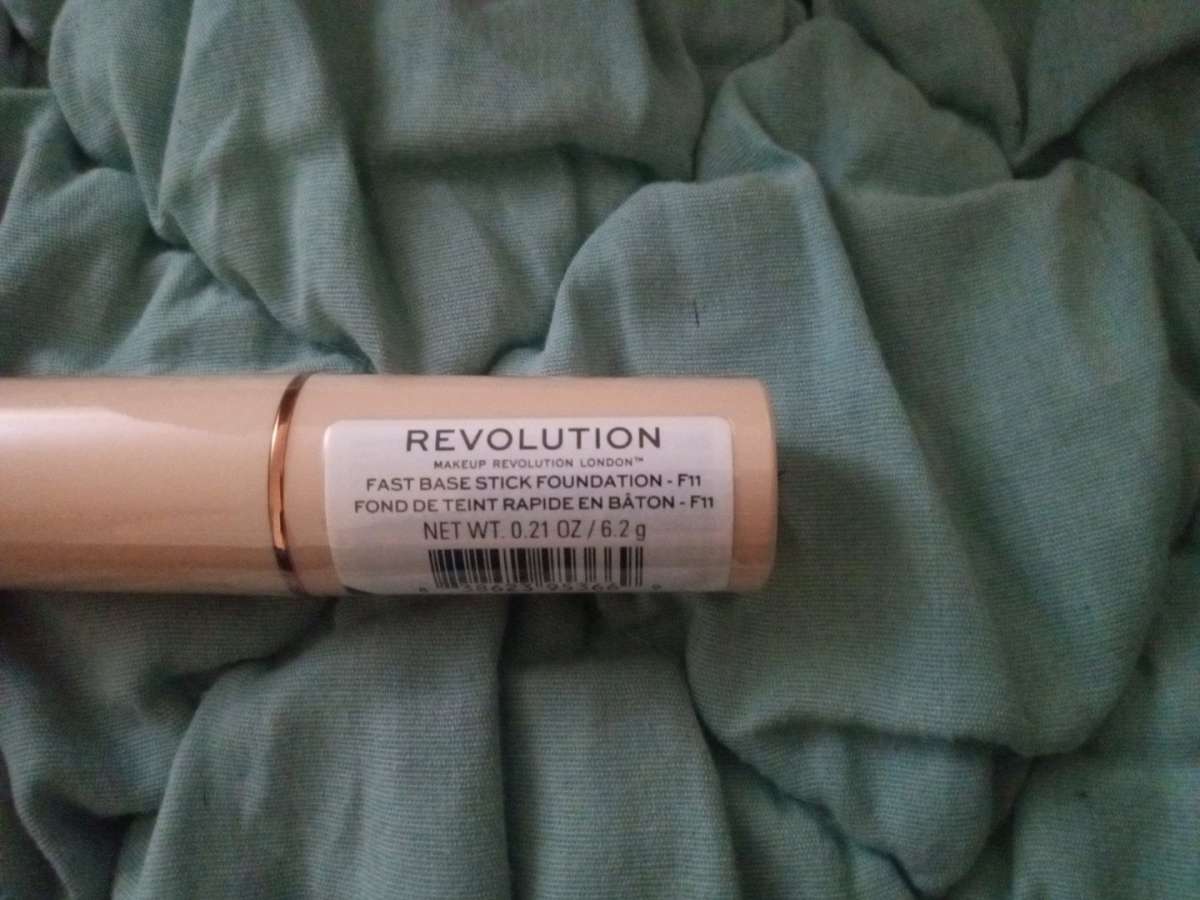 REVOLUTION
MAKEUP REVOLUTION LONDON™
FAST BASE STICK FOUNDATION - F11
FOND DE TEINT RAPIDE EN BÂTON - F11
NET WT. 0.21 OZ / 6.2 g